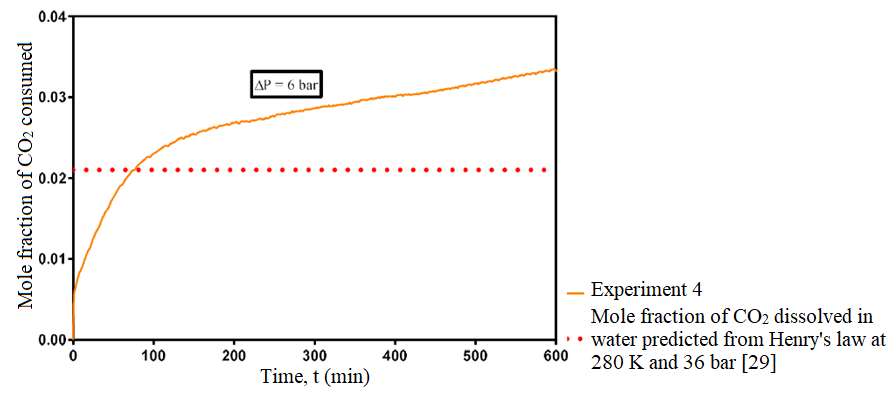 0.04
0.03
0.02
0.01
0.00
Mole fraction of CO2 consumed
ΔP = 6 bar
0
100
200
300
400
500
600
Time, t (min)
Experiment 4
Mole fraction of CO2 dissolved in
water predicted from Henry's law at
280 K and 36 bar [29]